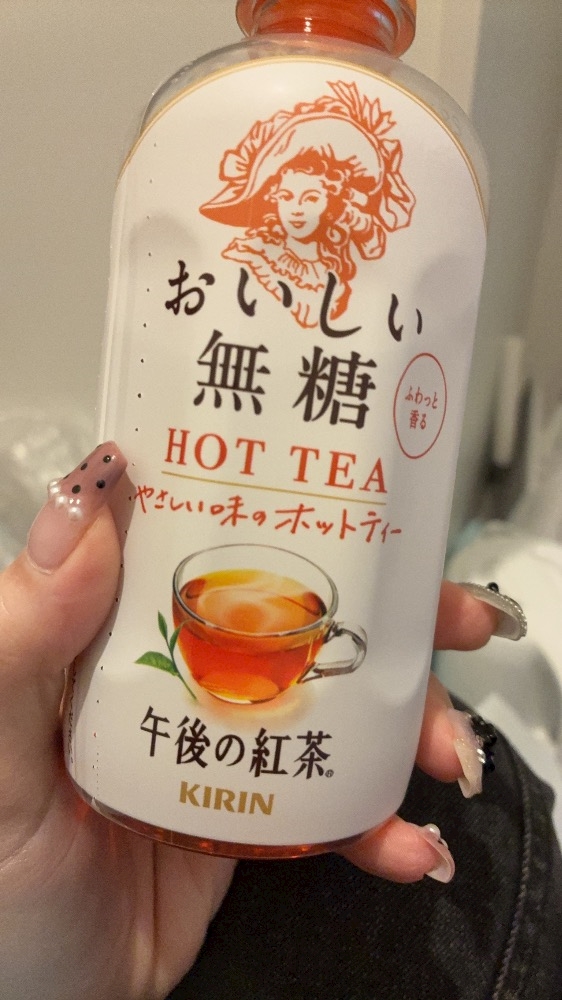 おいしい
無糖
ふわっと
香る
HOT TEA
やさしい味のホットティー
午後の紅茶®
KIRIN